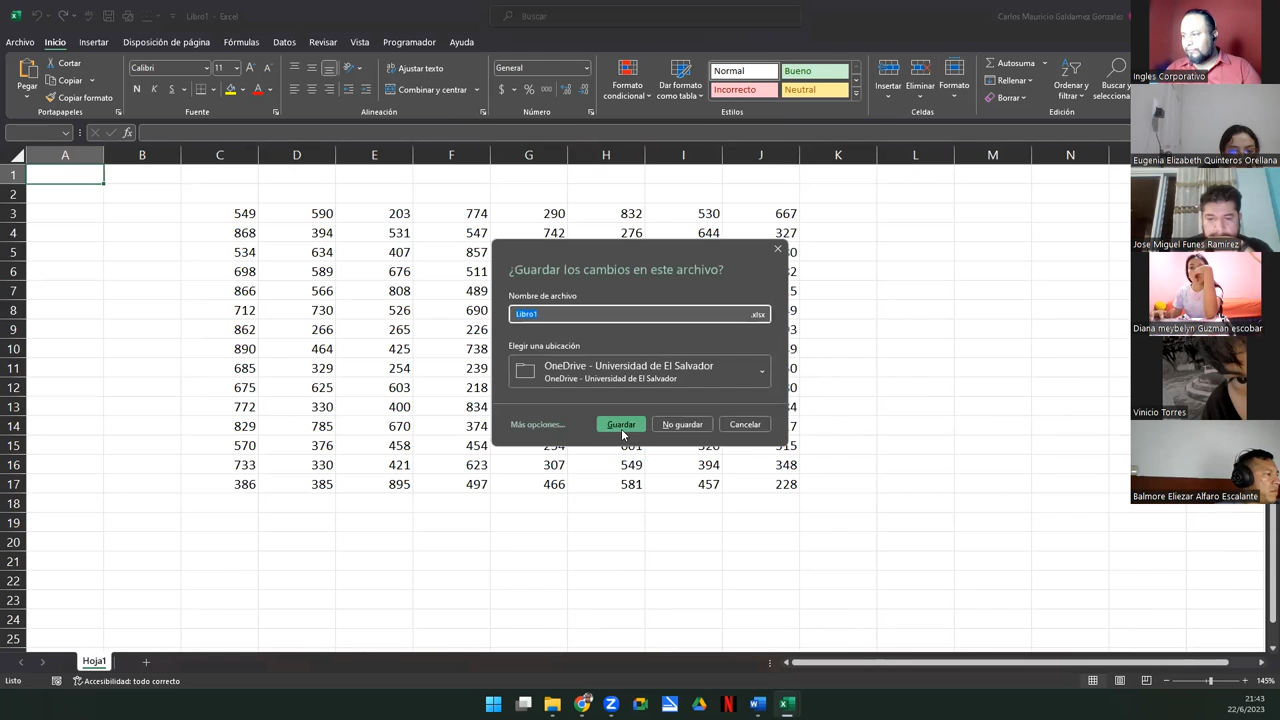 Libro1 - Excel
Buscar
Carlos Mauricio Galdamez Gonzalez
Archivo Inicio Insertar Disposición de página Fórmulas Datos Revisar Vista Programador Ayuda
Pegar
Cortar
Copiar
Copiar formato
Portapapeles
Calibri 11
N K S
Fuente
Ajustar texto
Combinar y centrar
Alineación
General
$ % 000
Número
Formato condicional
Dar formato como tabla
Normal Bueno
Incorrecto Neutral
Estilos
Insertar Eliminar Formato
Celdas
Autosuma
Rellenar
Borrar
Ordenar y filtrar
Buscar y
Edición
fx
A B C D E F G H I J K L M N
1
2
3 549 590 203 774 290 832 530 667
4 868 394 531 547 742 276 644 327
5 534 634 407 857
6 698 589 676 511
7 866 566 808 489
8 712 730 526 690
9 862 266 265 226
10 890 464 425 738
11 685 329 254 239
12 675 625 603 218
13 772 330 400 834
14 829 785 670 374
15 570 376 458 454
16 733 330 421 623 307 549 394 348
17 386 385 895 497 466 581 457 228
18
19
20
21
22
23
24
25
¿Guardar los cambios en este archivo?
Nombre de archivo
Libro1 .xlsx
Elegir una ubicación
OneDrive - Universidad de El Salvador
OneDrive - Universidad de El Salvador
Más opciones... Guardar No guardar Cancelar
Ingles Corporativo
Eugenia Elizabeth Quinteros Orellana
Jose Miguel Funes Ramirez
Diana meybelyn Guzman escobar
Vinicio Torres
Balmore Eliezar Alfaro Escalante
Hoja1
Listo
Accesibilidad: todo correcto
145%
21:43
22/6/2023